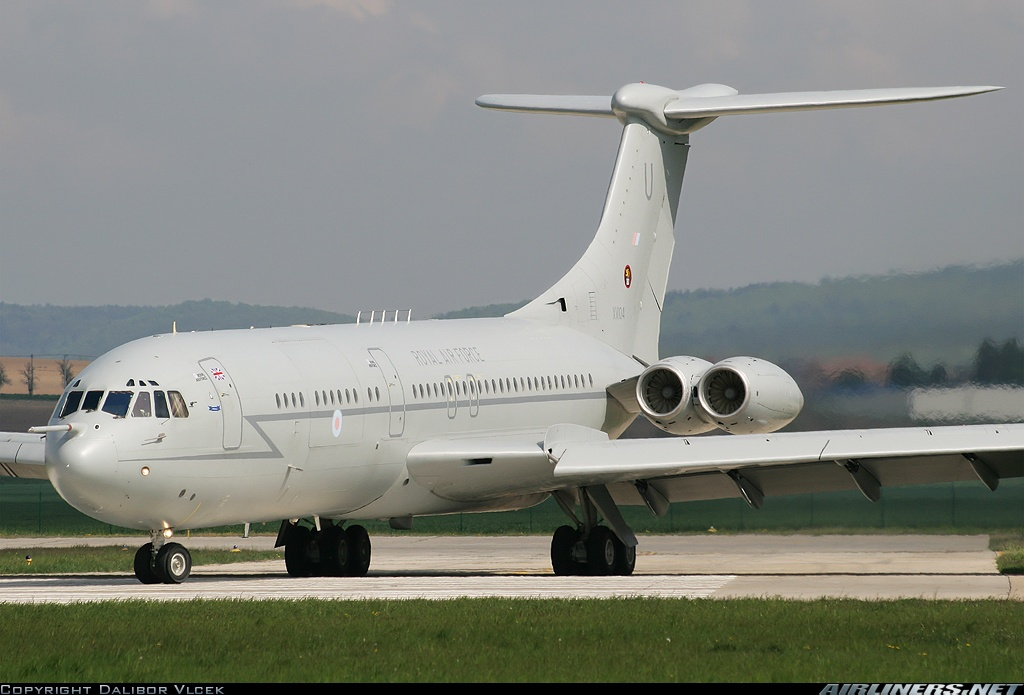 U
ROYAL AIR FORCE
COPYRIGHT DALIBOR VLCEK
AIRLINERS.NET